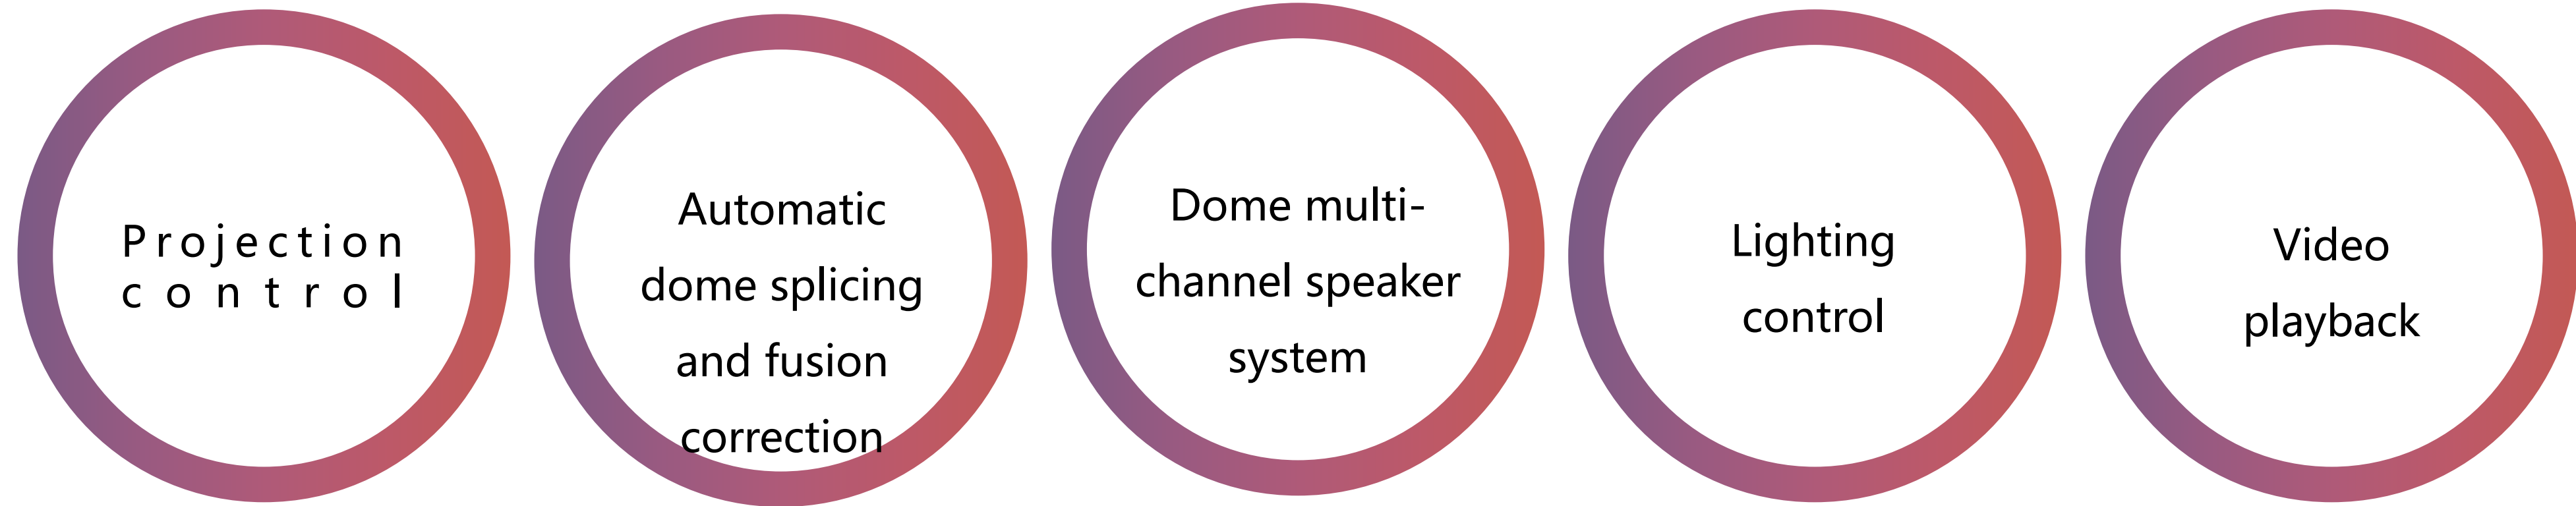 Projection
control
Automatic
dome splicing
and fusion
correction
Dome multi-
channel speaker
system
Lighting
control
Video
playback